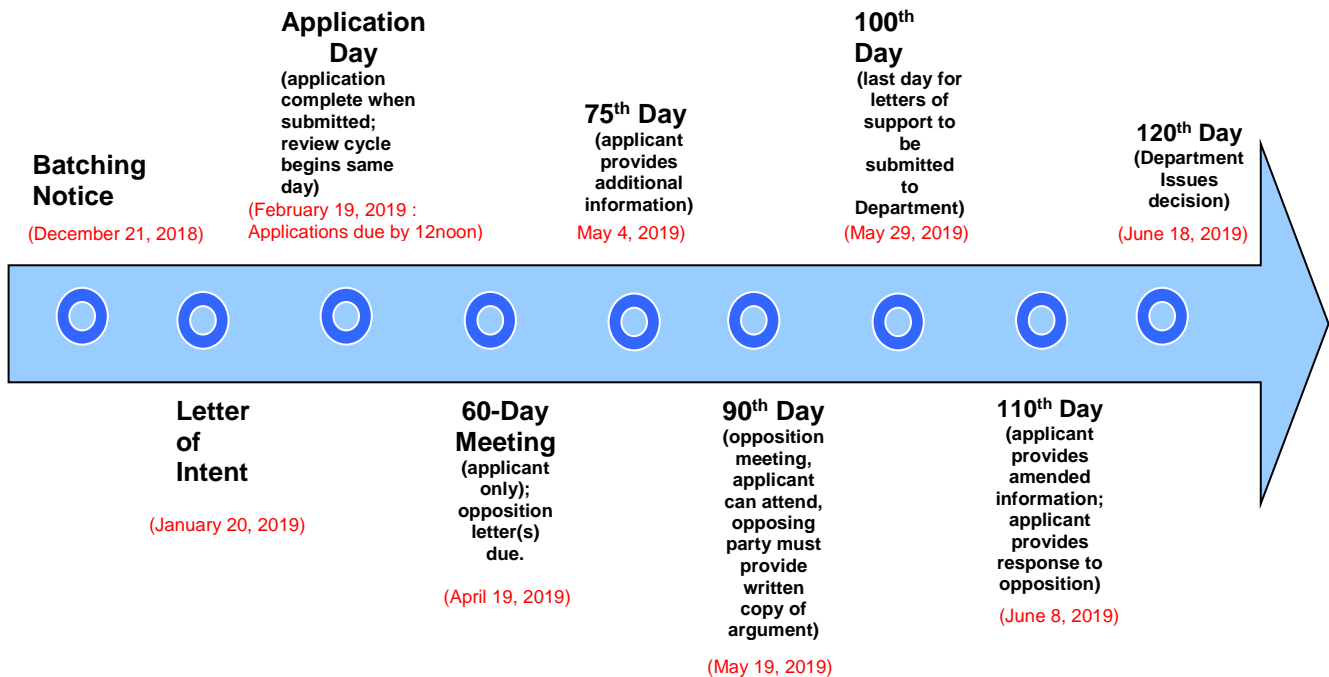 Batching
Notice
(December 21, 2018)
Letter
of
Intent
(January 20, 2019)
Application
Day
(application
complete when
submitted;
review cycle
begins same
day)
(February 19, 2019 :
Applications due by 12noon)
60-Day
Meeting
(applicant
only);
opposition
letter(s)
due.
(April 19, 2019)
75th Day
(applicant
provides
additional
information)
May 4, 2019)
90th Day
(opposition
meeting,
applicant
can attend,
opposing
party must
provide
written
copy of
argument)
(May 19, 2019)
100th
Day
(last day for
letters of
support to
be
submitted
to
Department)
(May 29, 2019)
110th Day
(applicant
provides
amended
information;
applicant
provides
response to
opposition)
(June 8, 2019)
120th Day
(Department
Issues
decision)
(June 18, 2019)